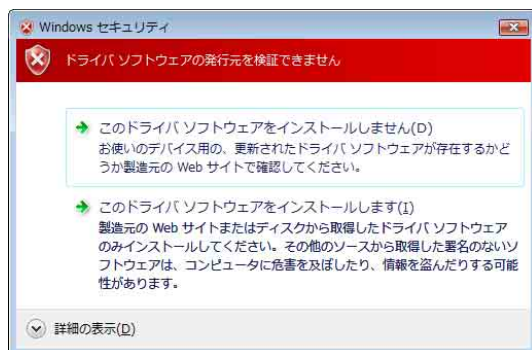 Windows セキュリティ
ドライバ ソフトウェアの発行元を検証できません
このドライバ ソフトウェアをインストールしません(D)
お使いのデバイス用の、更新されたドライバ ソフトウェアが存在するかど
うか製造元の Web サイトで確認してください。
このドライバ ソフトウェアをインストールします(I)
製造元の Web サイトまたはディスクから取得したドライバ ソフトウェア
のみインストールしてください。その他のソースから取得した署名のないソ
フトウェアは、コンピュータに危害を及ぼしたり、情報を盗んだりする可能
性があります。
詳細の表示(D)